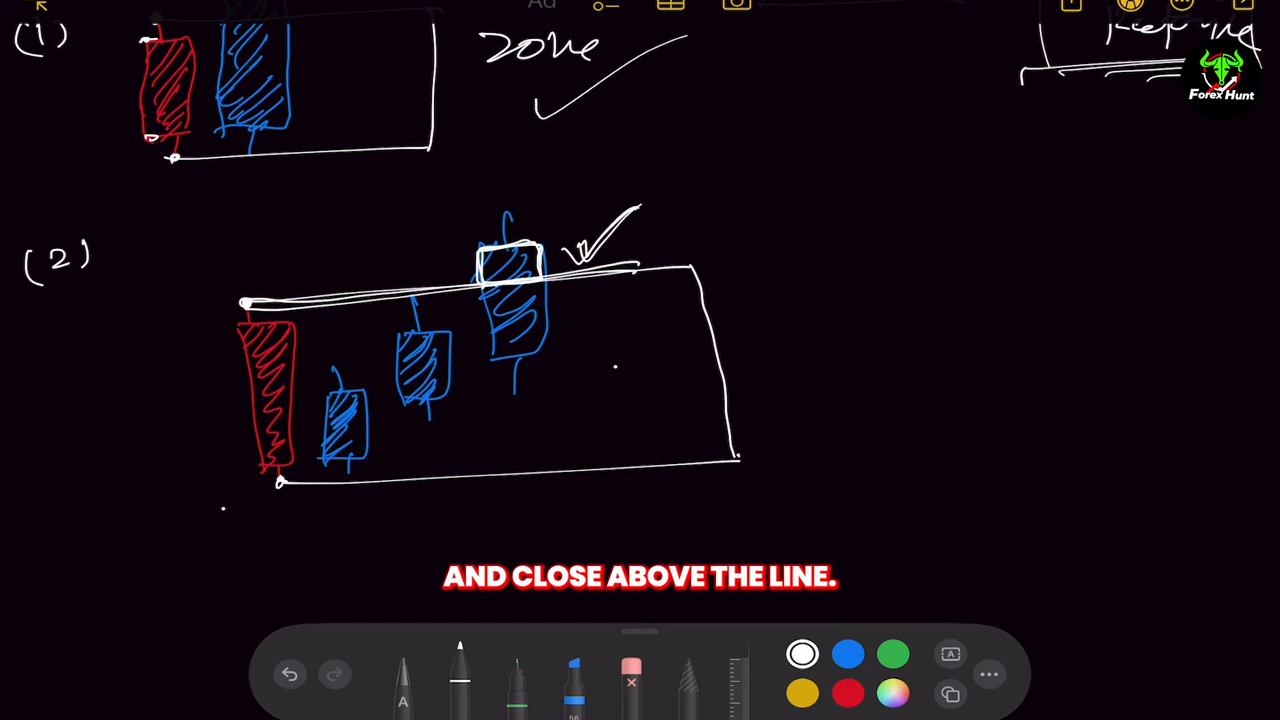 (1)
zone
Forex Hunt
(2)
AND CLOSE ABOVE THE LINE.
A
A